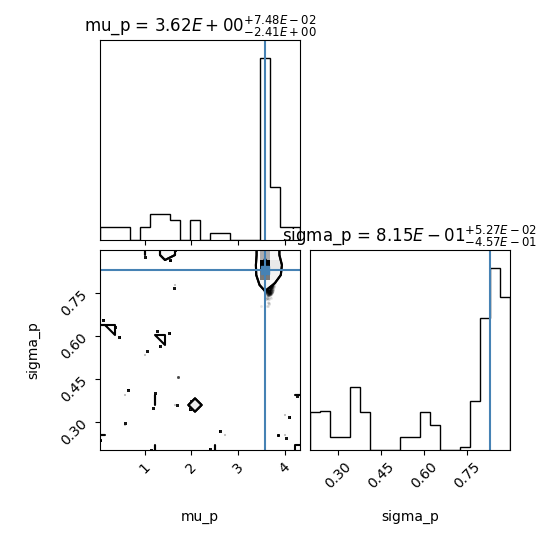 mu_p = 3.62E + 00+7.48E − 02 −2.41E + 00
sigma_p = 8.15E − 01+5.27E − 02 −4.57E − 01
sigma_p
0.75
0.60
0.45
0.30
1 2 3 4
0.30 0.45 0.60 0.75
mu_p
sigma_p